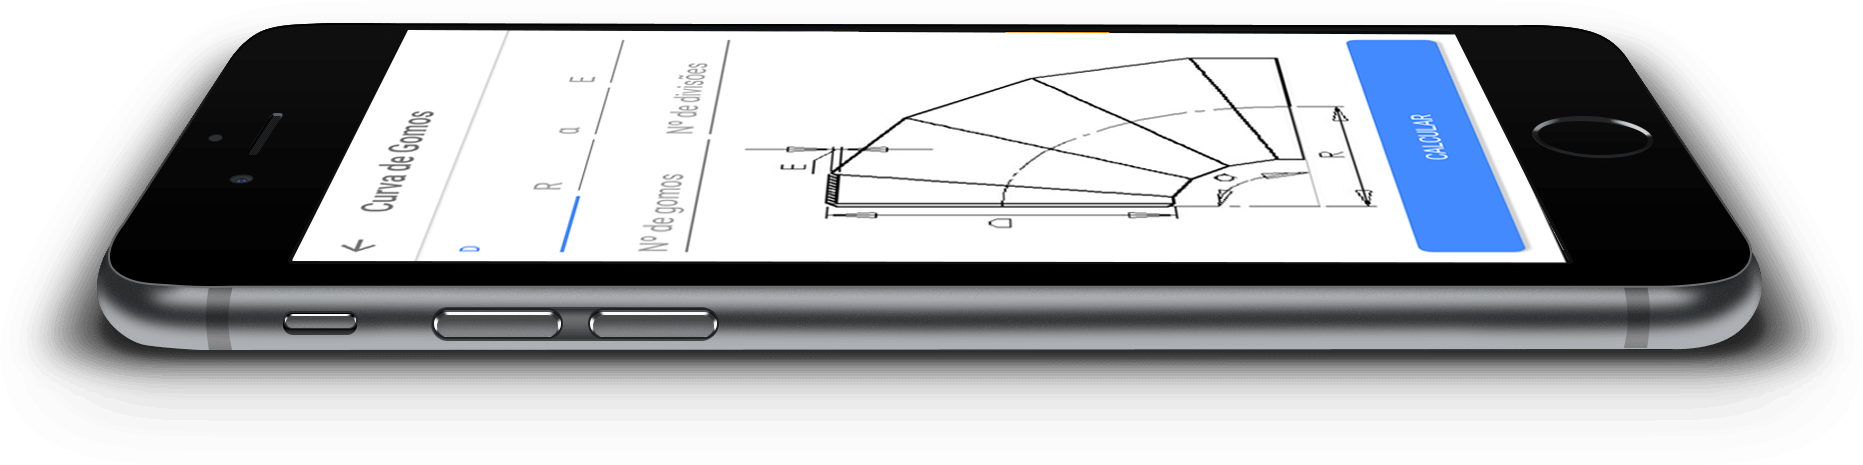 Curva de Gomos
D R a E
Nº de gomos Nº de divisões
E
D
R
α
CALCULAR